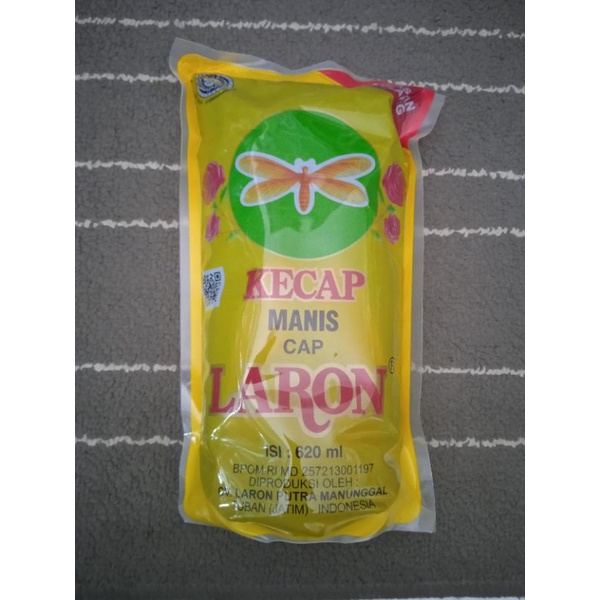 KECAP
MANIS
CAP
LARON
ISI : 620 ml
BPOM RI MD 257213001197
DIPRODUKSI OLEH :
CV. LARON PUTRA MANUNGGAL
TUBAN (JATIM) - INDONESIA